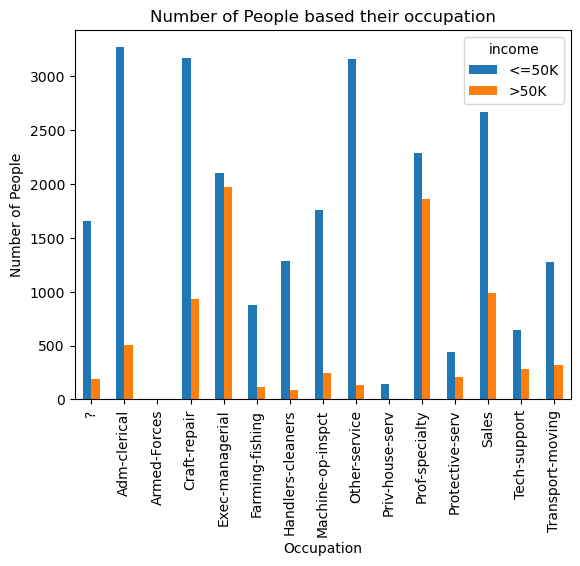 Number of People based their occupation
income
<=50K
>50K
Number of People
3000
2500
2000
1500
1000
500
0
?
Adm-clerical
Armed-Forces
Craft-repair
Exec-managerial
Farming-fishing
Handlers-cleaners
Machine-op-inspct
Other-service
Priv-house-serv
Prof-specialty
Protective-serv
Sales
Tech-support
Transport-moving
Occupation